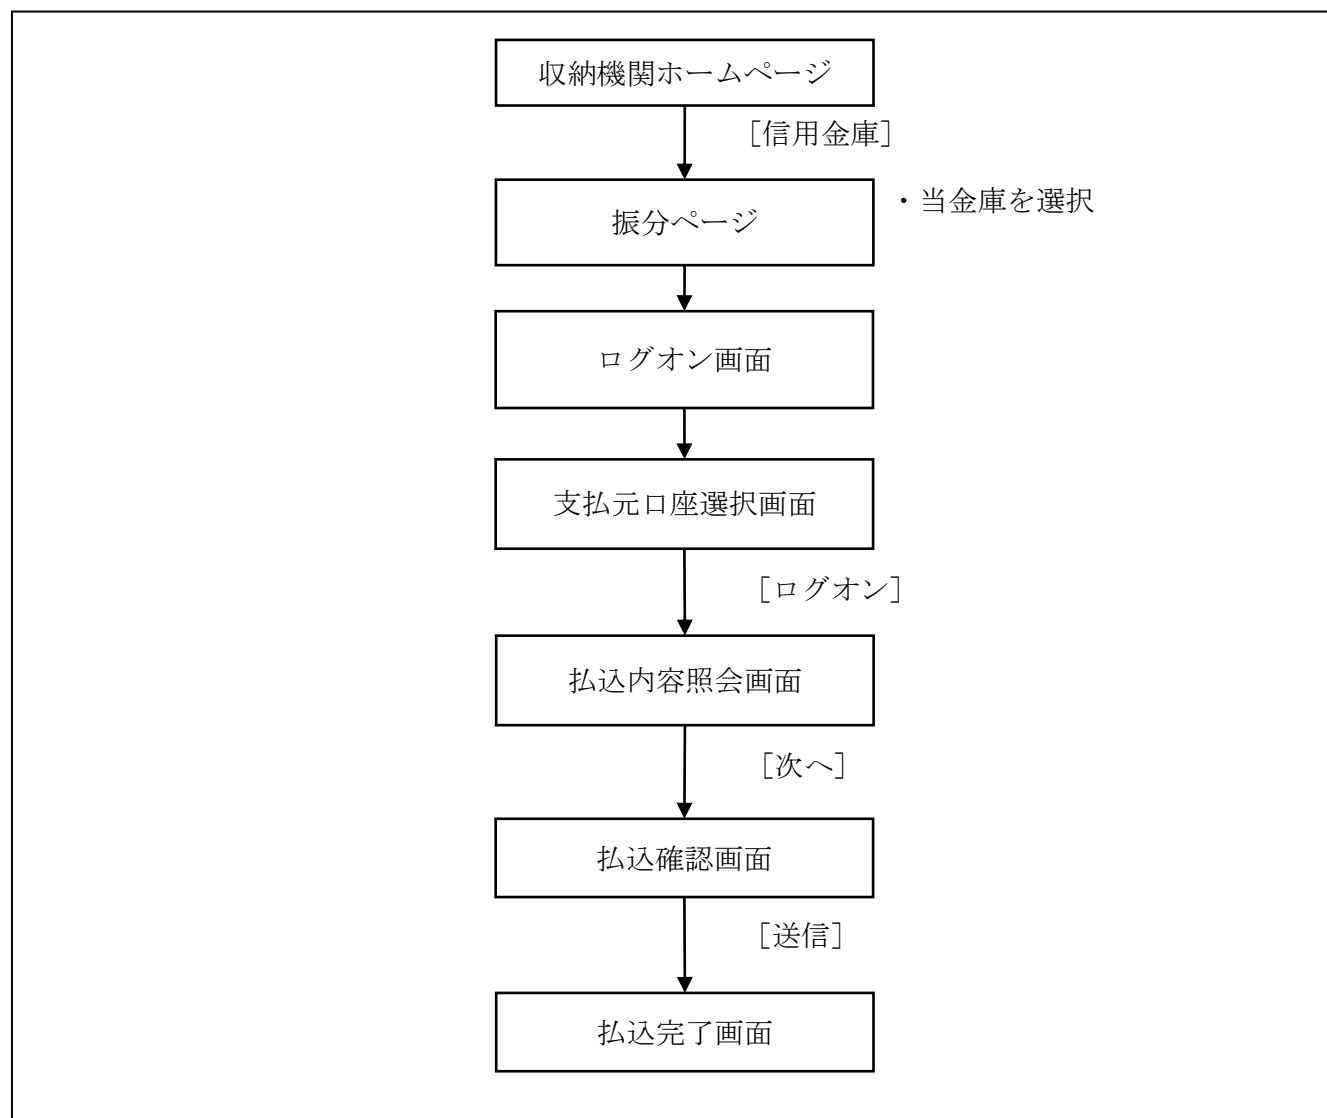 収納機関ホームページ
［信用金庫］
振分ページ
・当金庫を選択
ログオン画面
支払元口座選択画面
［ログオン］
払込内容照会画面
［次へ］
払込確認画面
［送信］
払込完了画面